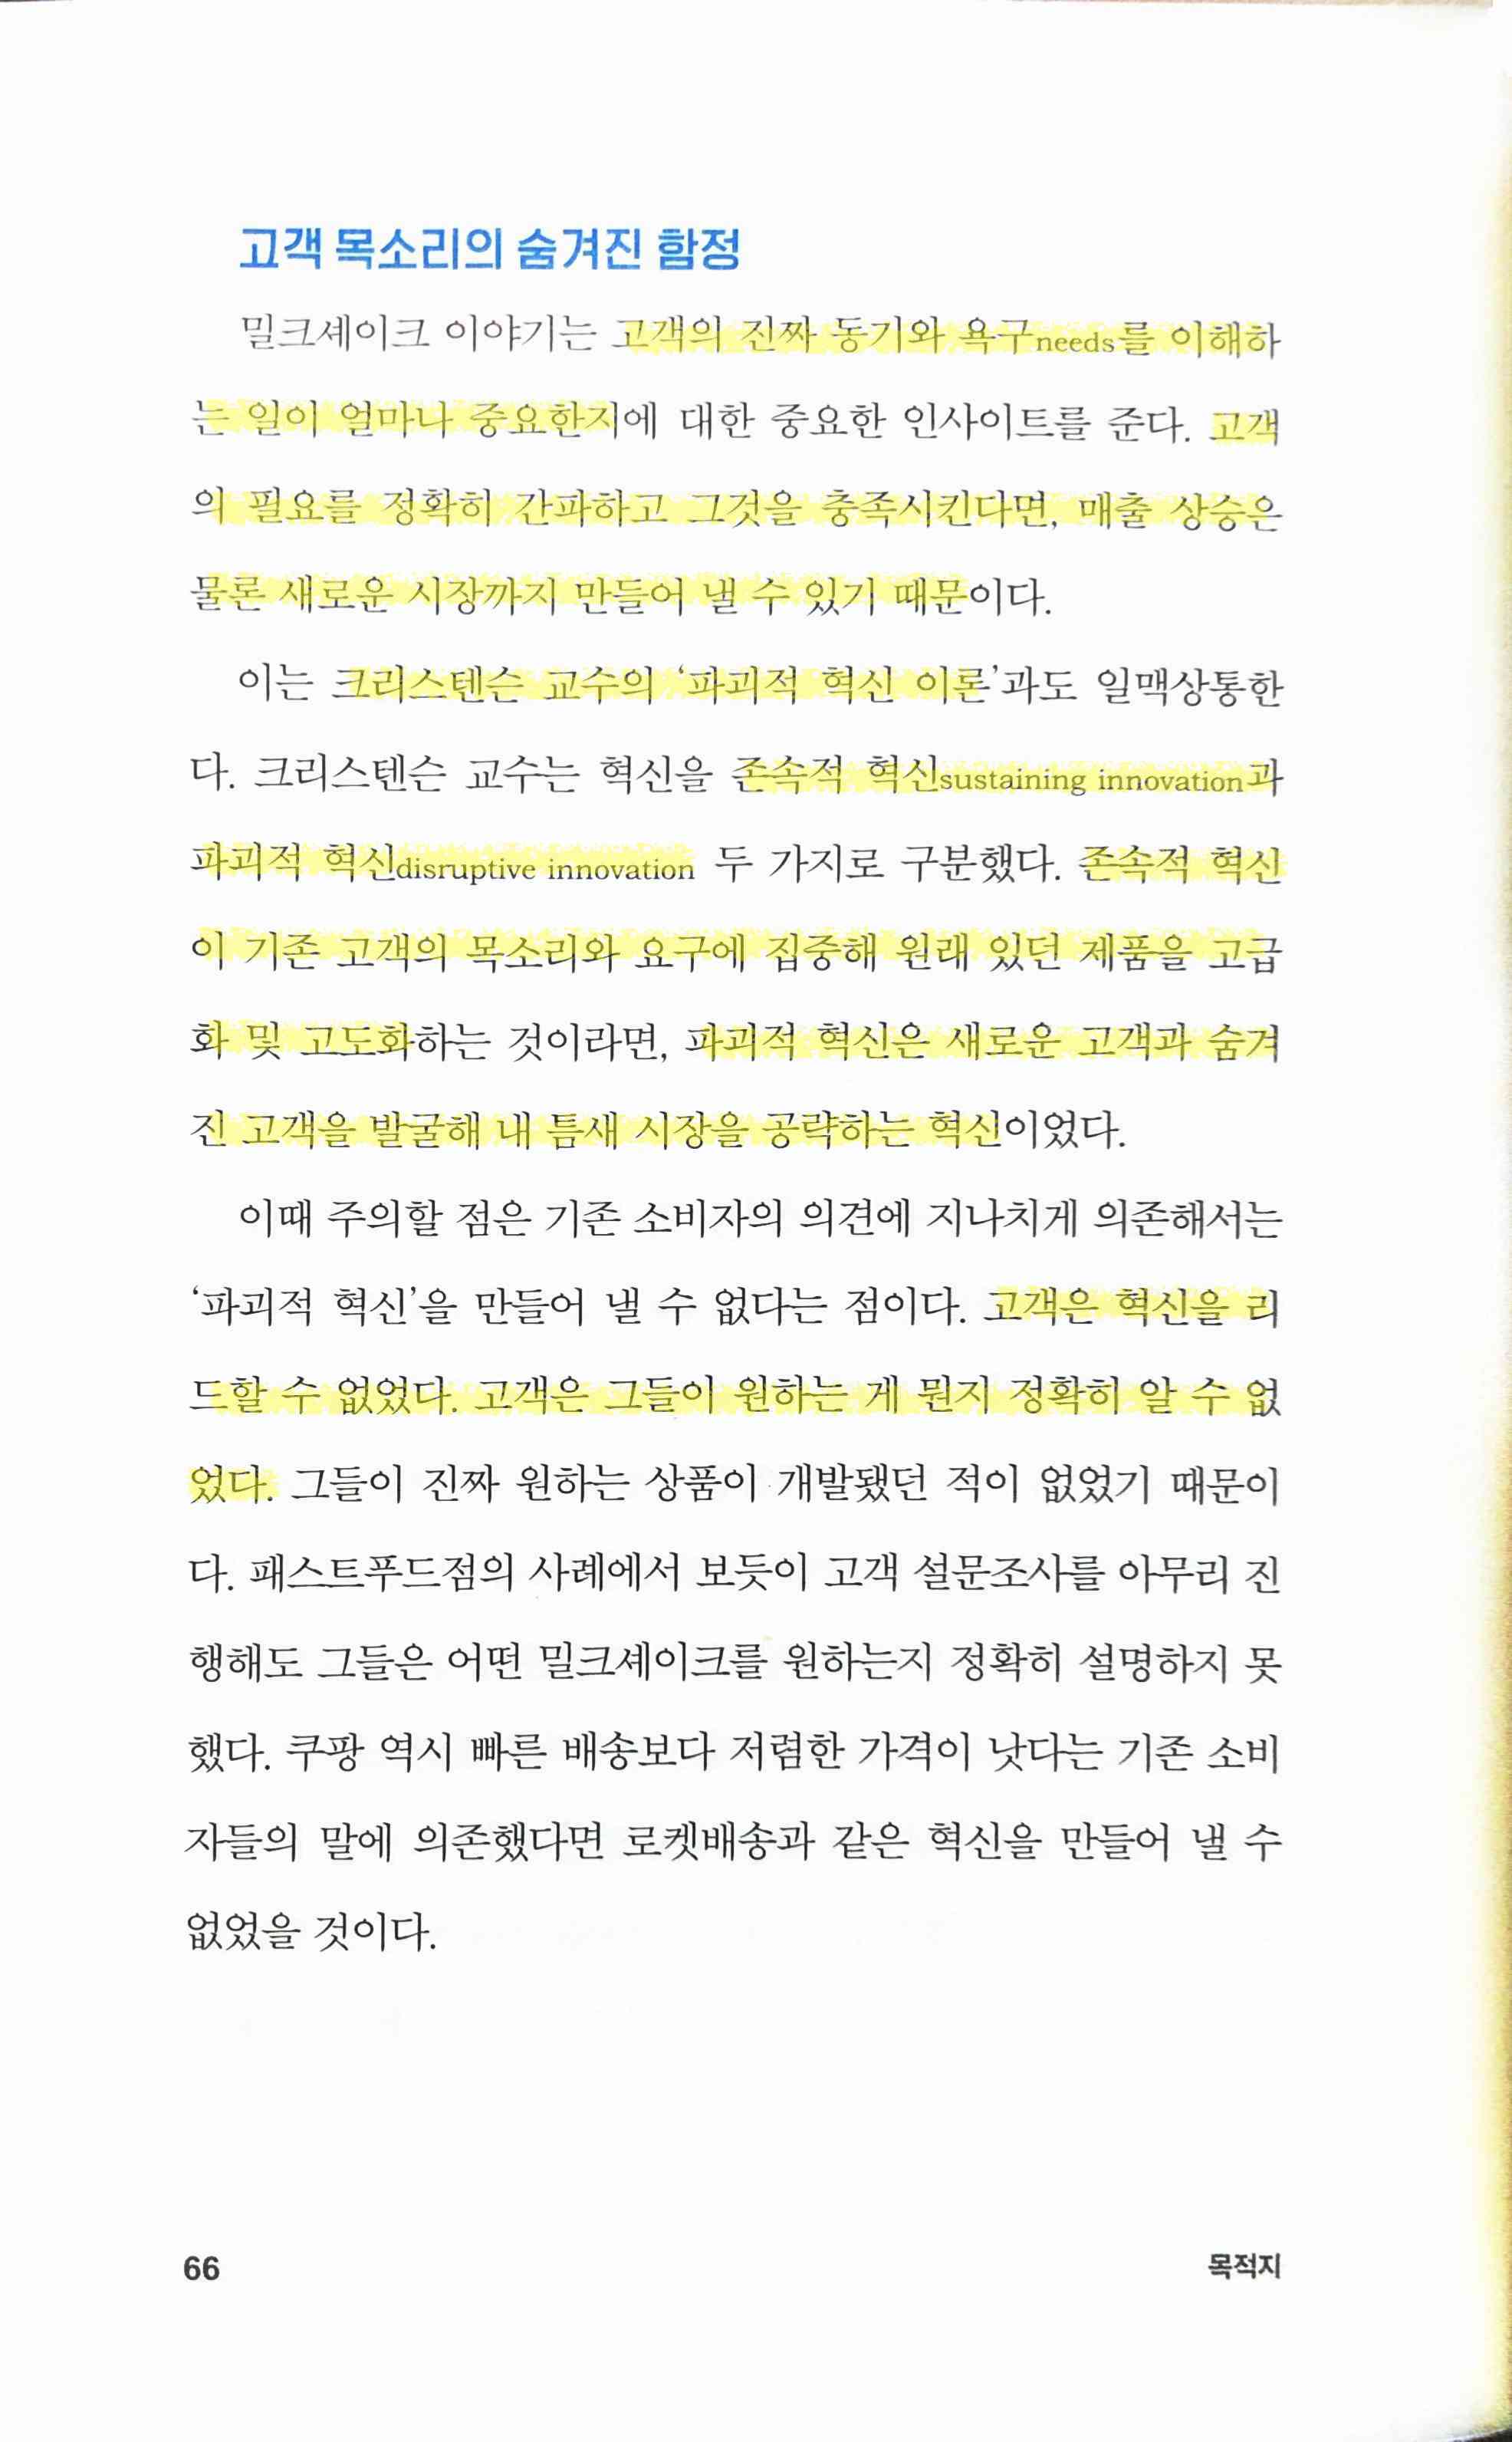 고객 목소리의 숨겨진 함정
밀크셰이크 이야기는 고객의 진짜 동기와 욕구needs를 이해하
는 일이 얼마나 중요한지에 대한 중요한 인사이트를 준다. 고객
의 필요를 정확히 간파하고 그것을 충족시킨다면, 매출 상승은
물론 새로운 시장까지 만들어 낼 수 있기 때문이다.
이는 크리스텐슨 교수의 ‘파괴적 혁신 이론’과도 일맥상통한
다. 크리스텐슨 교수는 혁신을 존속적 혁신sustaining innovation과
파괴적 혁신disruptive innovation 두 가지로 구분했다. 존속적 혁신
이 기존 고객의 목소리와 요구에 집중해 원래 있던 제품을 고급
화 및 고도화하는 것이라면, 파괴적 혁신은 새로운 고객과 숨겨
진 고객을 발굴해 내 틈새 시장을 공략하는 혁신이었다.
이때 주의할 점은 기존 소비자의 의견에 지나치게 의존해서는
‘파괴적 혁신’을 만들어 낼 수 없다는 점이다. 고객은 혁신을 리
드할 수 없었다. 고객은 그들이 원하는 게 뭔지 정확히 알 수 없
었다. 그들이 진짜 원하는 상품이 개발됐던 적이 없었기 때문이
다. 패스트푸드점의 사례에서 보듯이 고객 설문조사를 아무리 진
행해도 그들은 어떤 밀크셰이크를 원하는지 정확히 설명하지 못
했다. 쿠팡 역시 빠른 배송보다 저렴한 가격이 낫다는 기존 소비
자들의 말에 의존했다면 로켓배송과 같은 혁신을 만들어 낼 수
없었을 것이다.
66
목적지